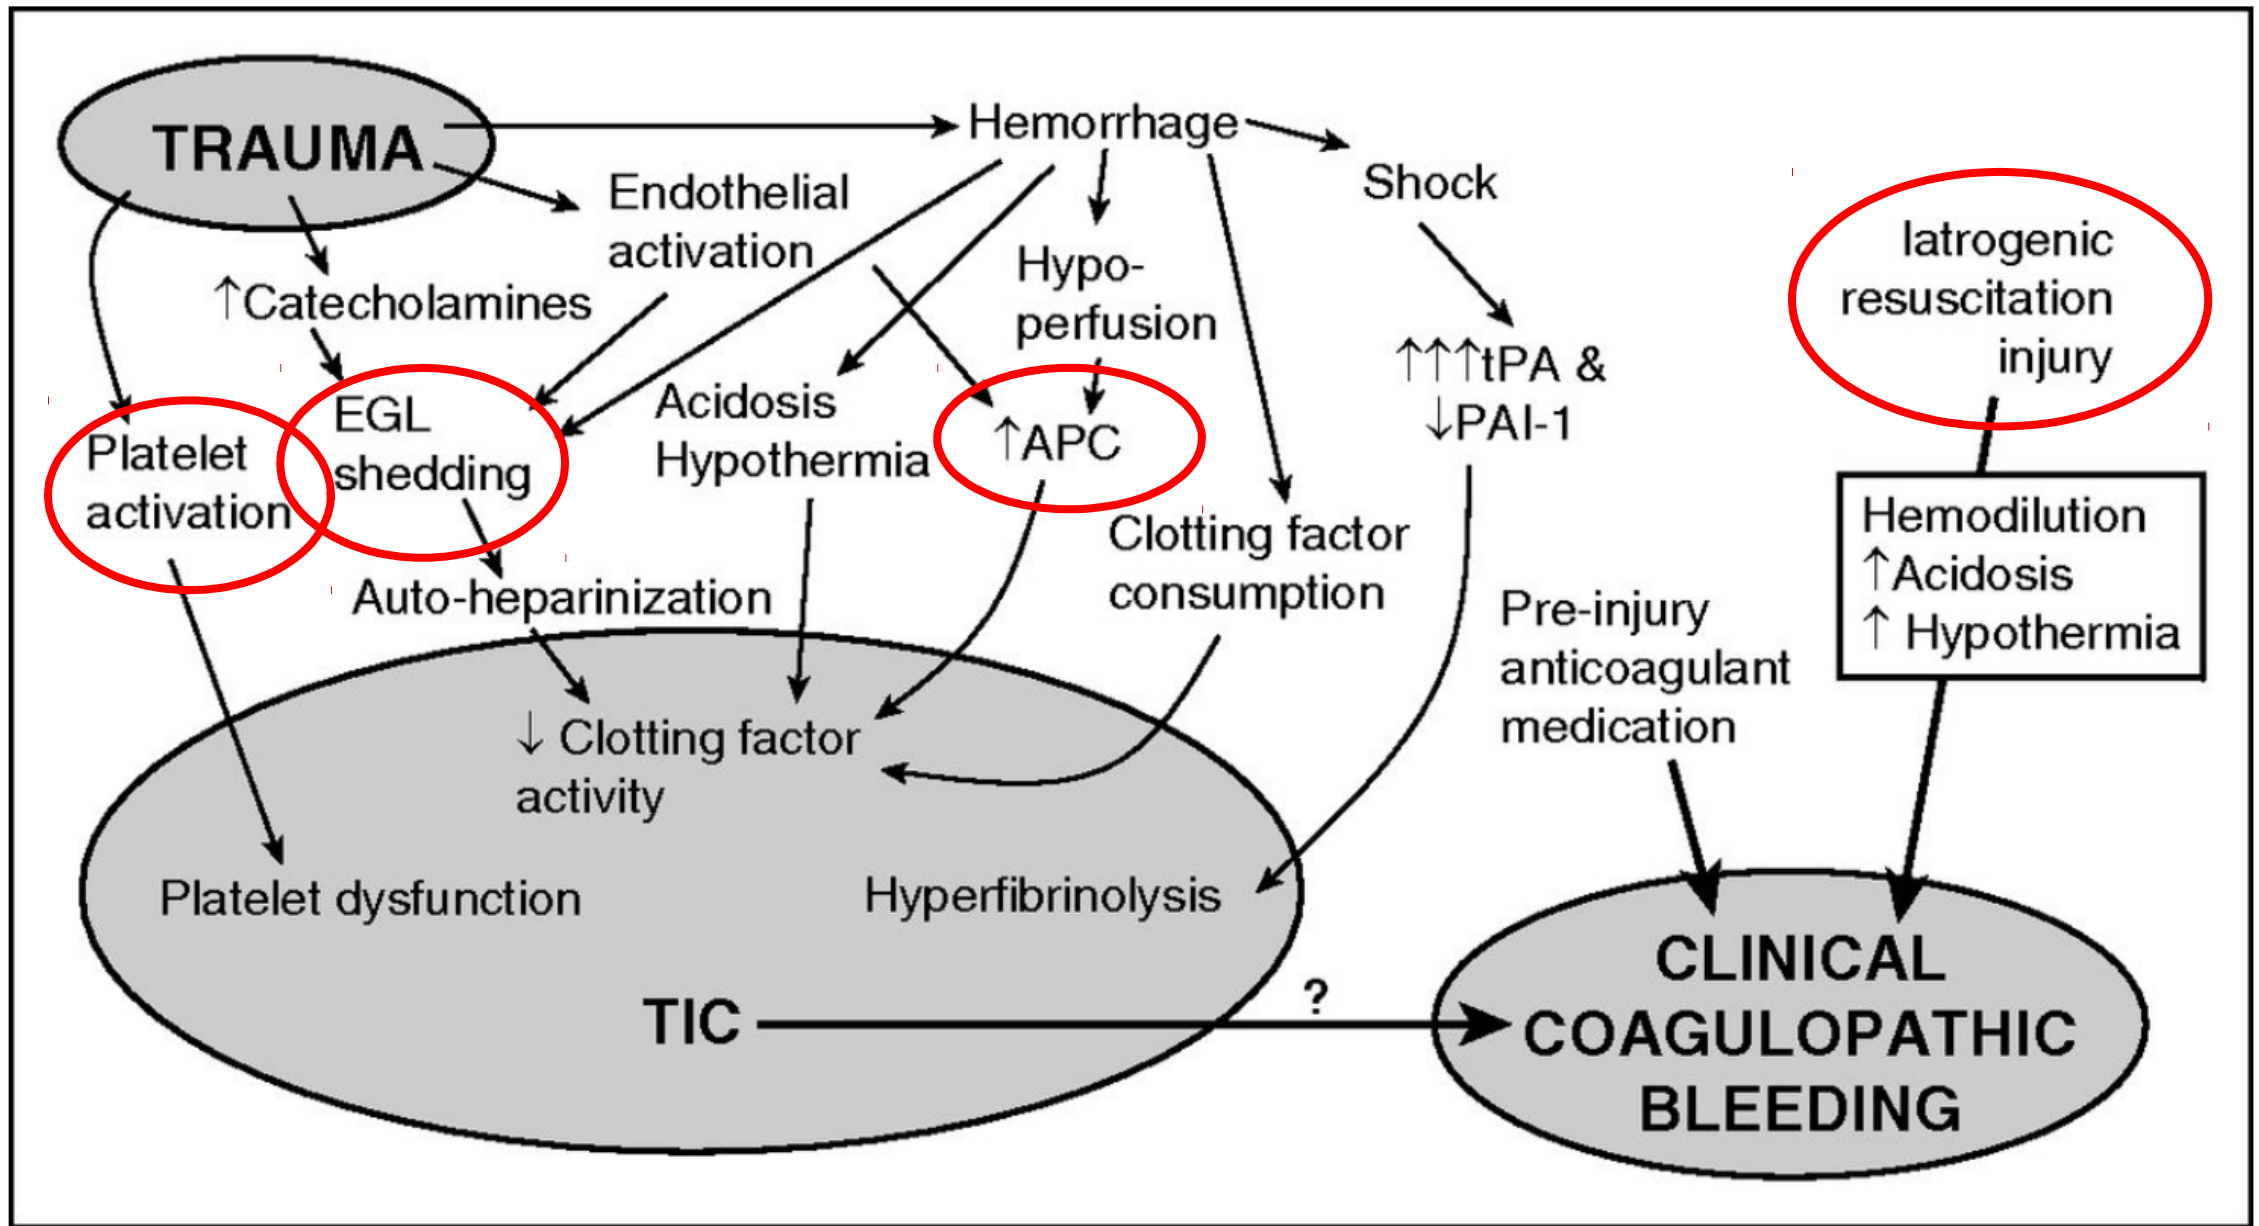 TRAUMA
Hemorrhage
Shock
Endothelial
activation
↑Catecholamines
Hypo-
perfusion
Iatrogenic
resuscitation
injury
↑↑↑tPA &
↓PAI-1
Platelet
activation
EGL
shedding
Acidosis
Hypothermia
↑APC
Clotting factor
consumption
Auto-heparinization
Pre-injury
anticoagulant
medication
Hemodilution
↑Acidosis
↑ Hypothermia
↓ Clotting factor
activity
Platelet dysfunction
Hyperfibrinolysis
TIC
?
CLINICAL
COAGULOPATHIC
BLEEDING